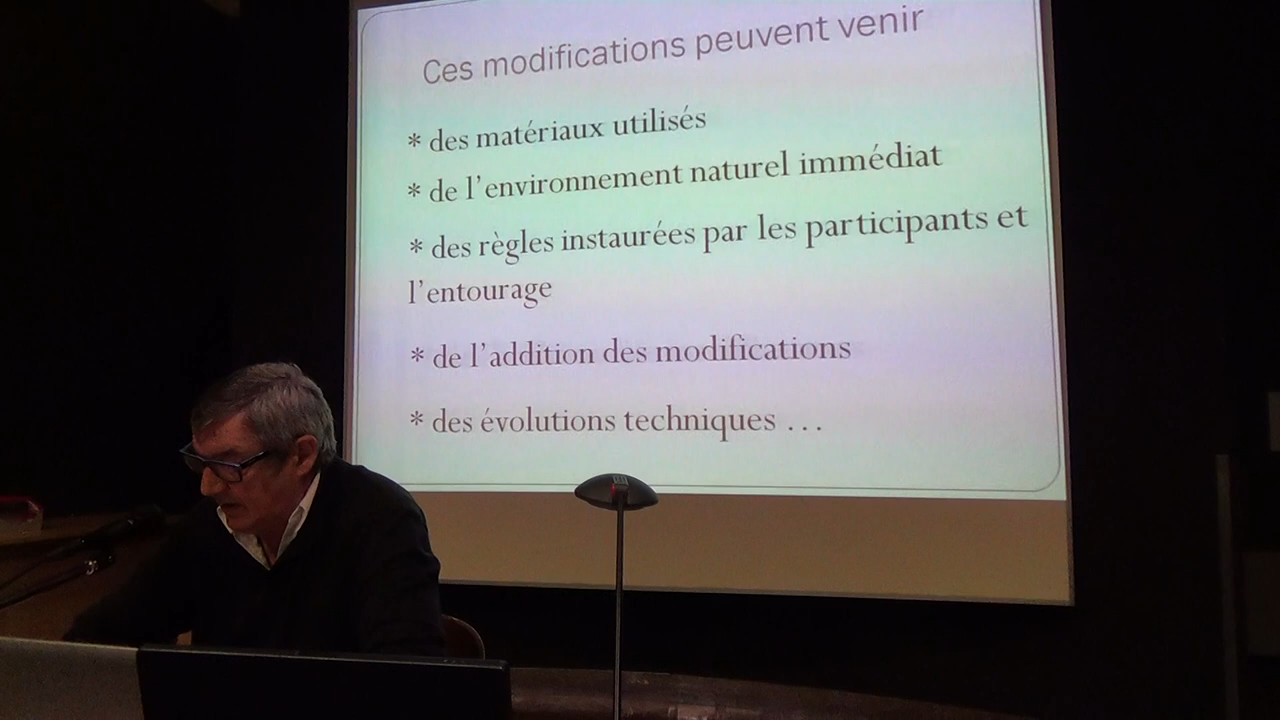 Ces modifications peuvent venir
* des matériaux utilisés
* de l'environnement naturel immédiat
* des règles instaurées par les participants et
l'entourage
* de l'addition des modifications
* des évolutions techniques …